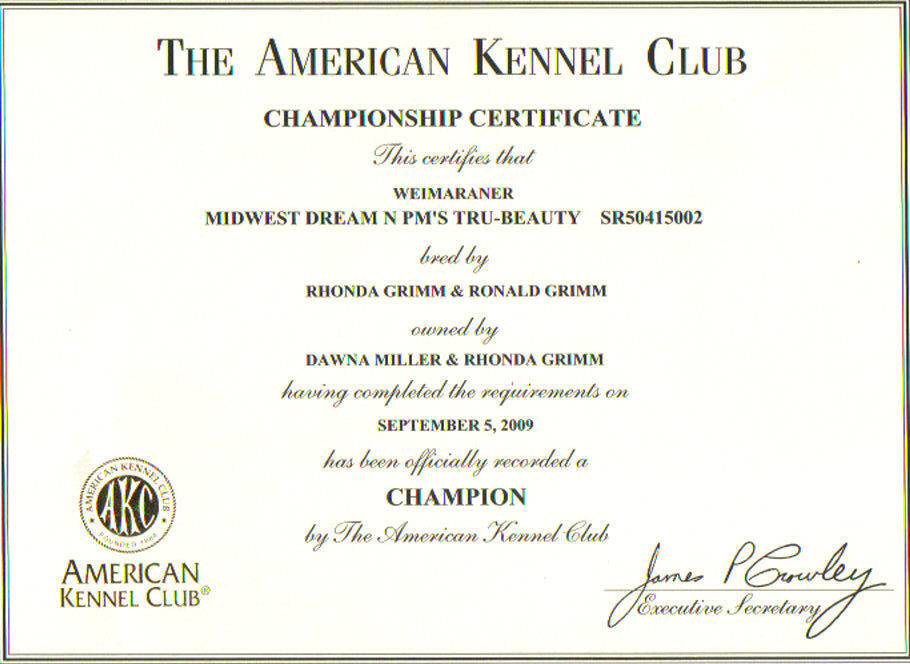 THE AMERICAN KENNEL CLUB
CHAMPIONSHIP CERTIFICATE
This certifies that
WEIMARANER
MIDWEST DREAM N PM'S TRU-BEAUTY SR50415002
bred by
RHONDA GRIMM & RONALD GRIMM
owned by
DAWNA MILLER & RHONDA GRIMM
having completed the requirements on
SEPTEMBER 5, 2009
has been officially recorded a
CHAMPION
by The American Kennel Club
AMERICAN KENNEL CLUB
AKC
FOUNDED 1884
AMERICAN
KENNEL CLUB®
James P Crowley
Executive Secretary